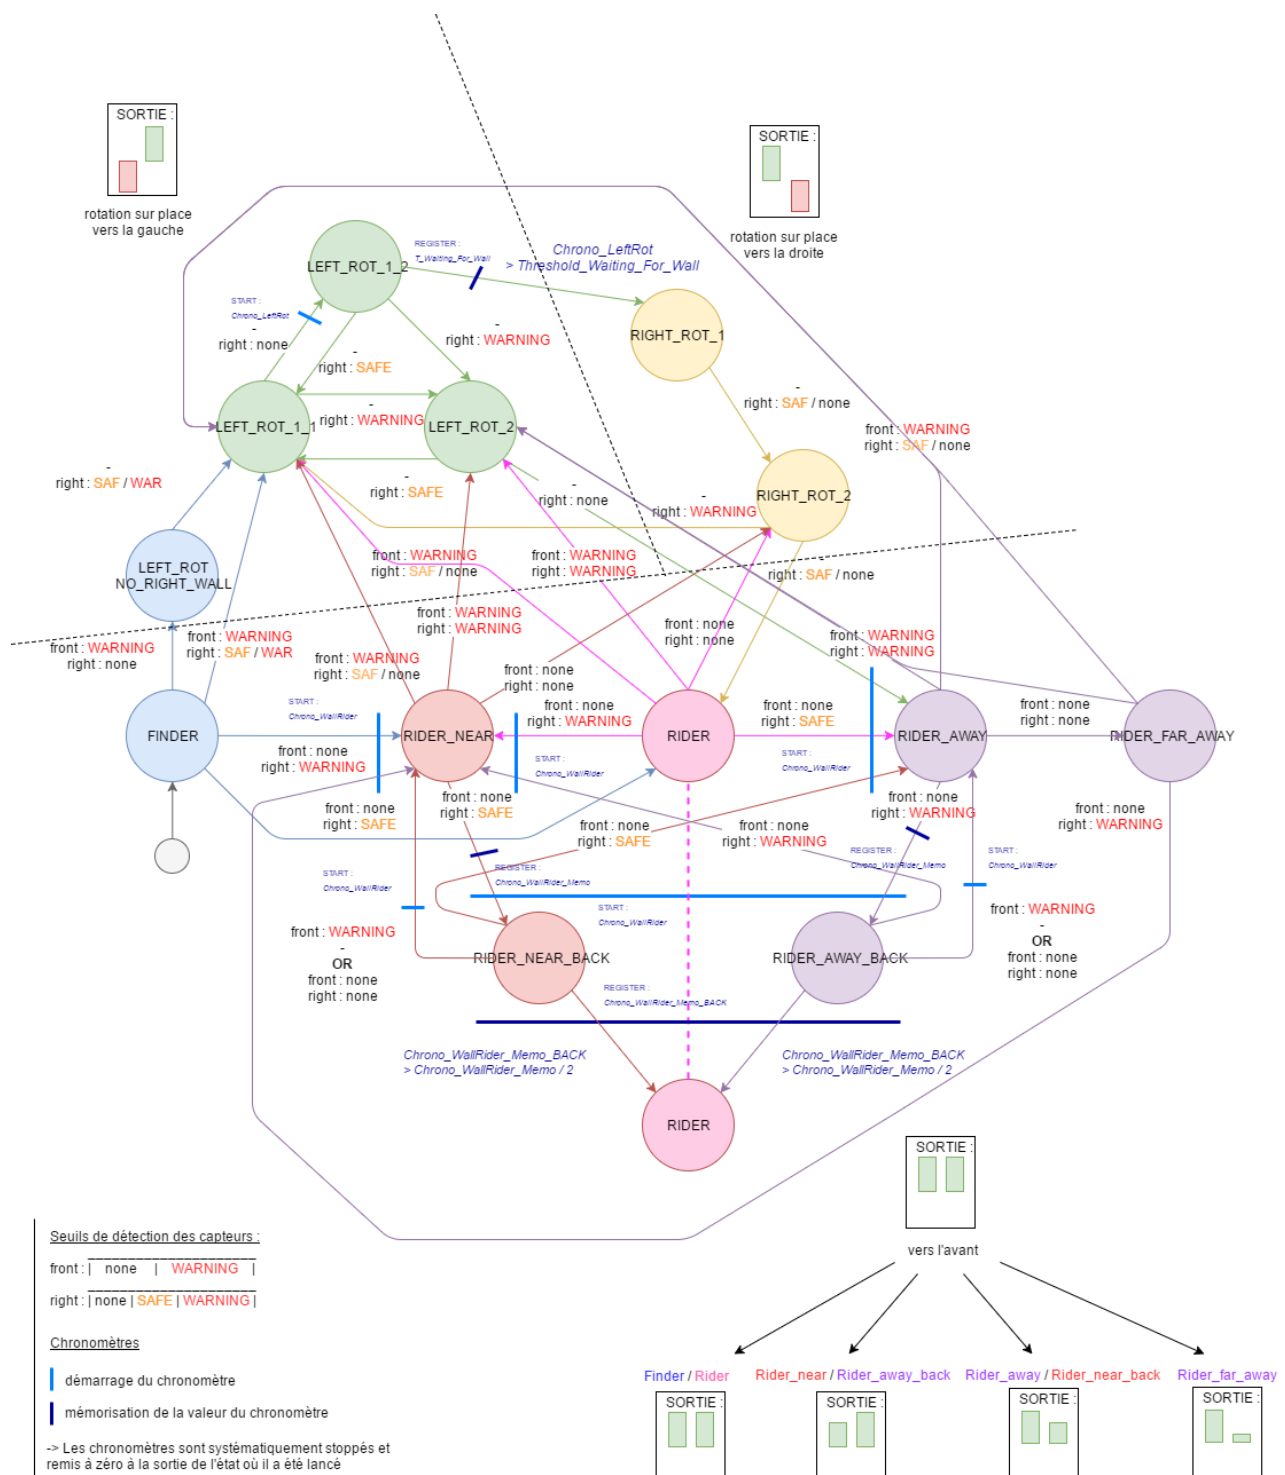 SORTIE :
rotation sur place
vers la gauche
SORTIE :
rotation sur place
vers la droite
REGISTER :
T_Waiting_For_Wall
Chrono_LeftRot
> Threshold_Waiting_For_Wall
LEFT_ROT_1_2
START :
Chrono_LeftRot
-
right : none
-
right : SAFE
-
right : WARNING
RIGHT_ROT_1
-
right : SAF / none
LEFT_ROT_1_1
-
right : WARNING
LEFT_ROT_2
front : WARNING
right : SAF / none
-
right : SAF / WAR
-
right : SAFE
-
right : none
-
right : WARNING
RIGHT_ROT_2
LEFT_ROT
NO_RIGHT_WALL
front : WARNING
right : SAF / none
front : WARNING
right : WARNING
-
right : SAF / none
front : WARNING
right : WARNING
front : WARNING
right : none
front : WARNING
right : SAF / WAR
front : none
right : none
front : WARNING
right : WARNING
front : WARNING
right : SAF / none
front : none
right : none
START :
Chrono_WallRider
front : none
right : WARNING
front : none
right : SAFE
front : none
right : none
FINDER
RIDER_NEAR
RIDER
RIDER_AWAY
RIDER_FAR_AWAY
front : none
right : WARNING
START :
Chrono_WallRider
START :
Chrono_WallRider
front : none
right : SAFE
front : none
right : SAFE
front : none
right : SAFE
front : none
right : WARNING
front : none
right : WARNING
front : none
right : WARNING
START :
Chrono_WallRider
REGISTER :
Chrono_WallRider_Memo
REGISTER :
Chrono_WallRider_Memo
START :
Chrono_WallRider
START :
Chrono_WallRider
front : WARNING
-
OR
front : none
right : none
front : WARNING
-
OR
front : none
right : none
RIDER_NEAR_BACK
RIDER_AWAY_BACK
REGISTER :
Chrono_WallRider_Memo_BACK
Chrono_WallRider_Memo_BACK
> Chrono_WallRider_Memo / 2
Chrono_WallRider_Memo_BACK
> Chrono_WallRider_Memo / 2
RIDER
SORTIE :
vers l'avant
Seuils de détection des capteurs :
front : | none | WARNING |
right : | none | SAFE | WARNING |
Chronomètres
démarrage du chronomètre
mémorisation de la valeur du chronomètre
-> Les chronomètres sont systématiquement stoppés et
remis à zéro à la sortie de l'état où il a été lancé
Finder / Rider
Rider_near / Rider_away_back
Rider_away / Rider_near_back
Rider_far_away
SORTIE :
SORTIE :
SORTIE :
SORTIE :